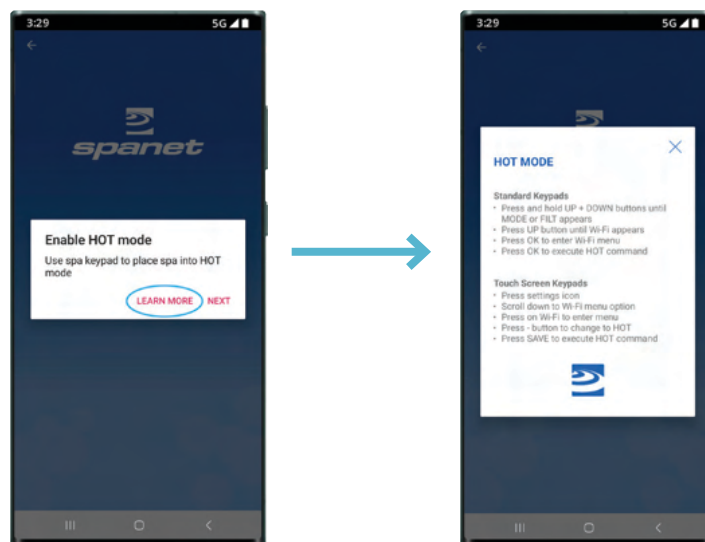 3:29 5G
spanet
Enable HOT mode
Use spa keypad to place spa into HOT
mode
LEARN MORE NEXT
3:29 5G
HOT MODE
Standard Keypads
• Press and hold UP + DOWN buttons until
MODE or FILT appears
• Press UP button until Wi-Fi appears
• Press OK to enter Wi-Fi menu
• Press OK to execute HOT command
Touch Screen Keypads
• Press settings icon
• Scroll down to Wi-Fi menu option
• Press on Wi-Fi to enter menu
• Press - button to change to HOT
• Press SAVE to execute HOT command